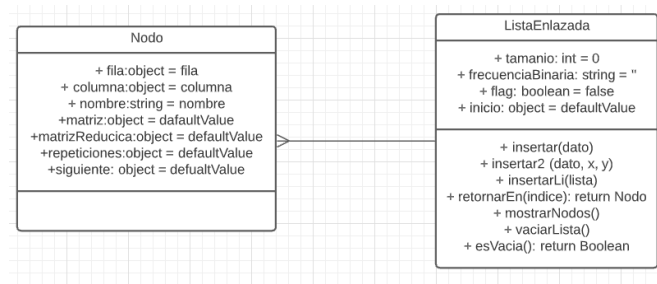 Nodo
+ fila:object = fila
+ columna:object = columna
+ nombre:string = nombre
+matriz:object = dafaultValue
+matrizReducica:object = defaultValue
+repeticiones:object = defaultValue
+siguiente: object = defualtValue
ListaEnlazada
+ tamanio: int = 0
+ frecuenciaBinaria: string = ''
+ flag: boolean = false
+ inicio: object = defaultValue
+ insertar(dato)
+ insertar2 (dato, x, y)
+ insertarLi(lista)
+ retornarEn(indice): return Nodo
+ mostrarNodos()
+ vaciarLista()
+ esVacia(): return Boolean